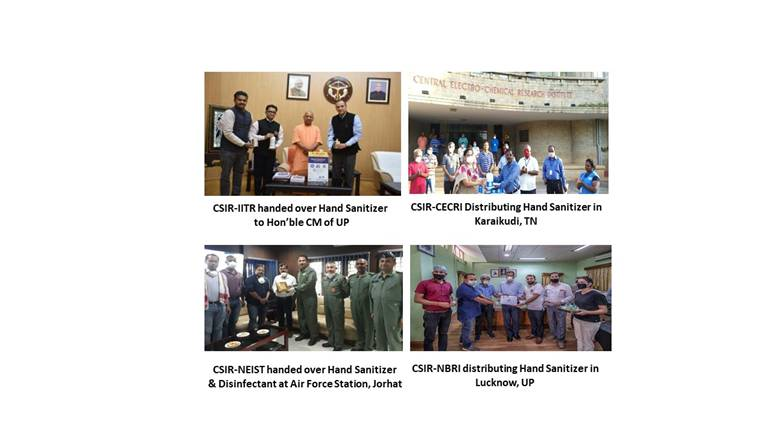 CENTRAL ELECTRO-CHEMICAL RESEARCH INSTITUTE
CSIR-IITR handed over Hand Sanitizer
to Hon'ble CM of UP
CSIR-CECRI Distributing Hand Sanitizer in
Karaikudi, TN
CSIR-NEIST handed over Hand Sanitizer
& Disinfectant at Air Force Station, Jorhat
CSIR-NBRI distributing Hand Sanitizer in
Lucknow, UP